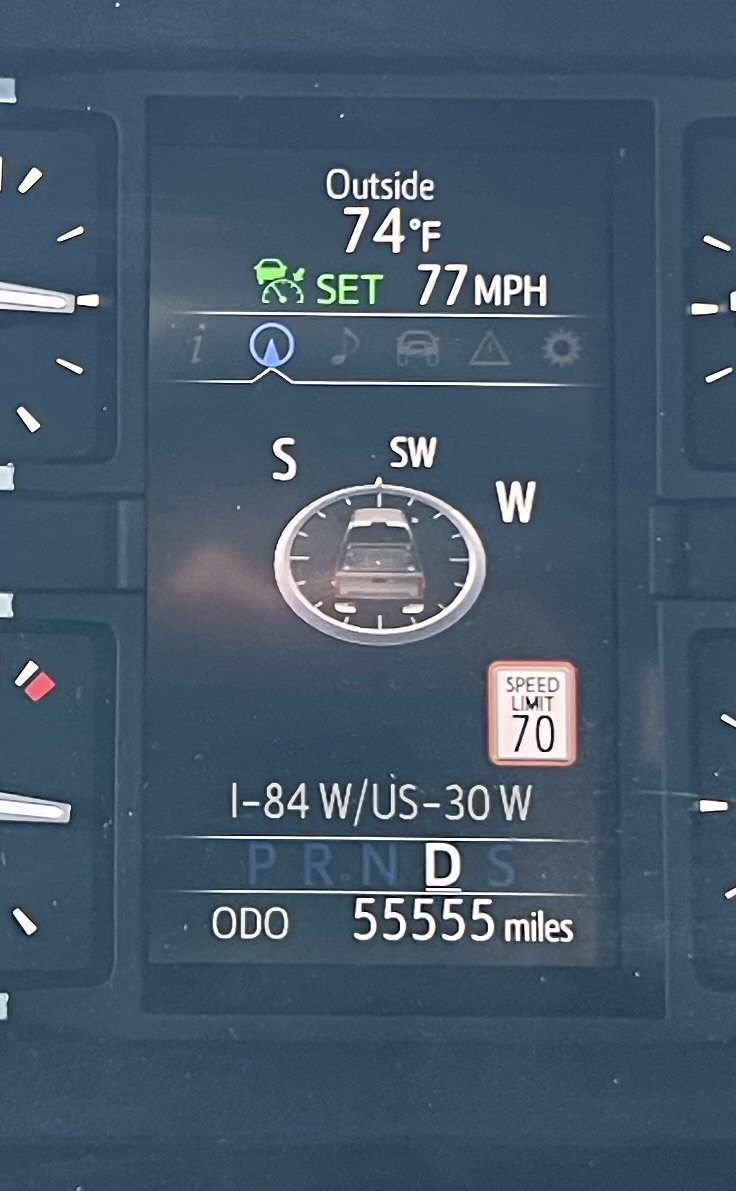 Outside
74°F
SET 77 MPH
i
S SW W
SPEED
LIMIT
70
I-84 W/US-30 W
P R N D S
ODO 55555 miles